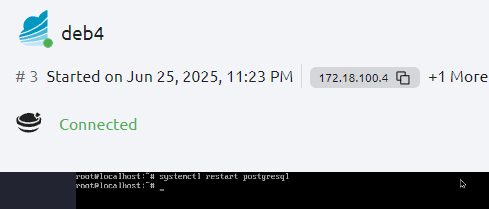 deb4
# 3 Started on Jun 25, 2025, 11:23 PM 172.18.100.4 +1 More
Connected
root@localhost:~# systemctl restart postgresql
root@localhost:~# _